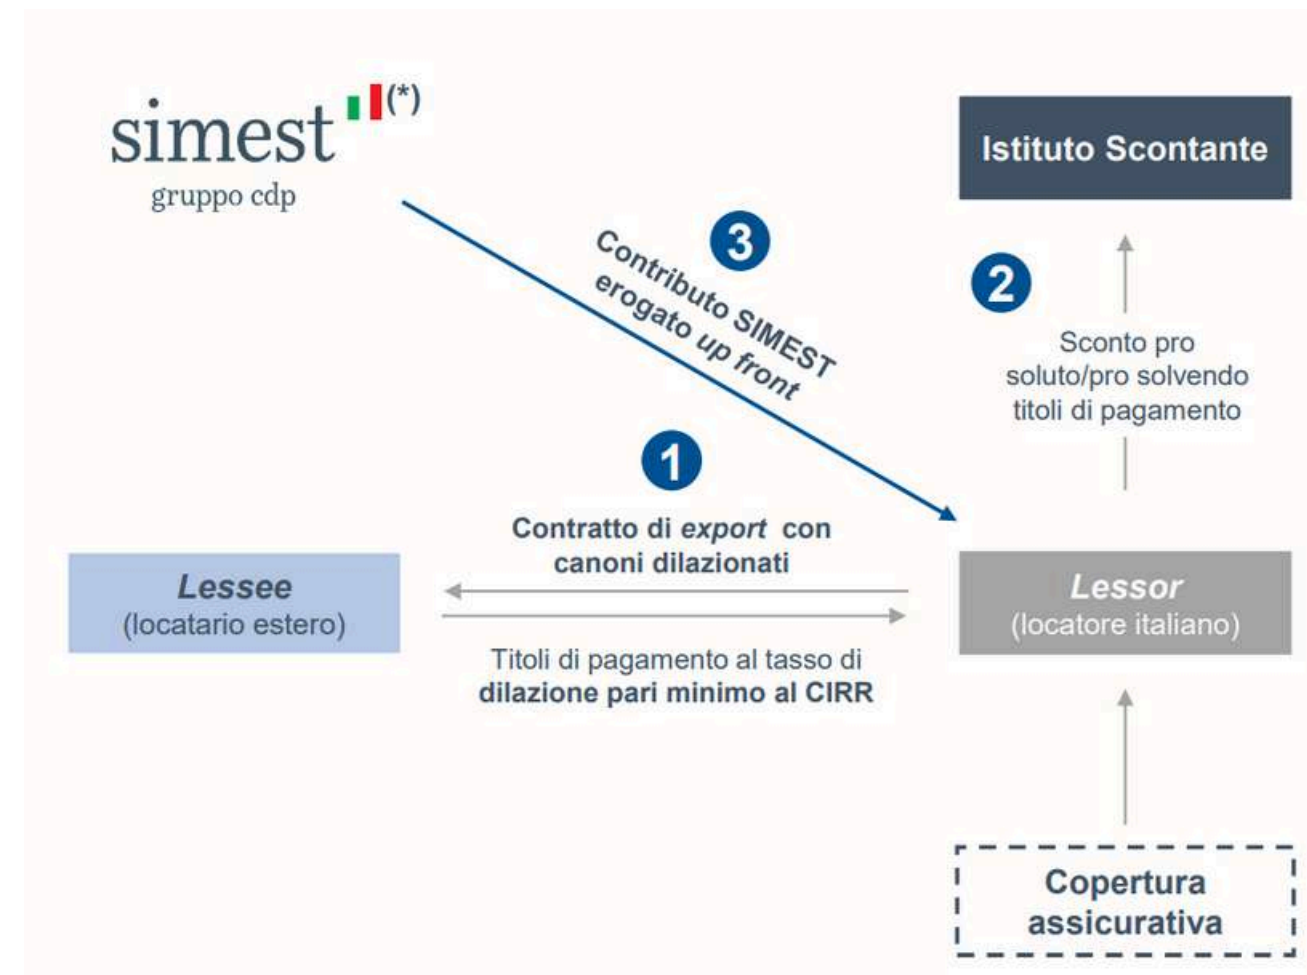 simest (*)
gruppo cdp
Istituto Scontante
3
Contributo SIMEST
erogato up front
2
Sconto pro
soluto/pro solvendo
titoli di pagamento
1
Contratto di export con
canoni dilazionati
Lessee
(locatario estero)
Lessor
(locatore italiano)
Titoli di pagamento al tasso di
dilazione pari minimo al CIRR
Copertura
assicurativa